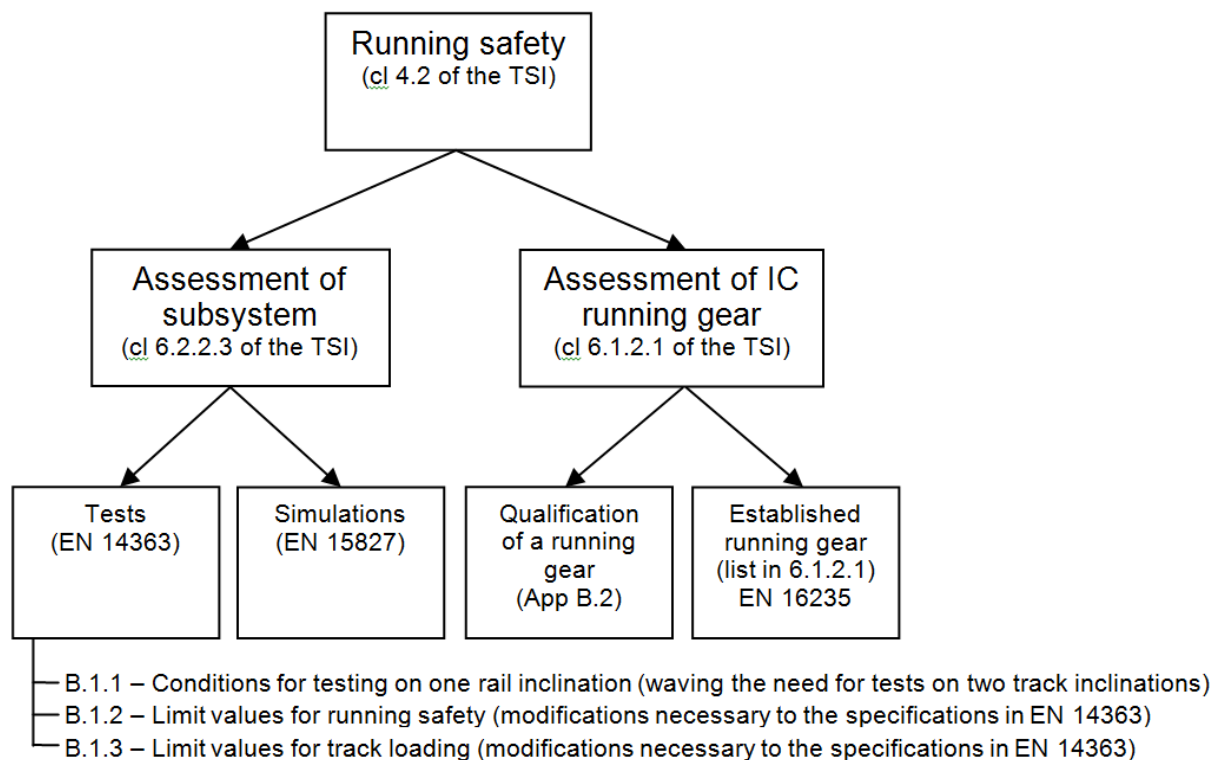 Running safety
(cl 4.2 of the TSI)
Assessment of
subsystem
(cl 6.2.2.3 of the TSI)
Assessment of IC
running gear
(cl 6.1.2.1 of the TSI)
Tests
(EN 14363)
Simulations
(EN 15827)
Qualification
of a running
gear
(App B.2)
Established
running gear
(list in 6.1.2.1)
EN 16235
B.1.1 – Conditions for testing on one rail inclination (waving the need for tests on two track inclinations)
B.1.2 – Limit values for running safety (modifications necessary to the specifications in EN 14363)
B.1.3 – Limit values for track loading (modifications necessary to the specifications in EN 14363)